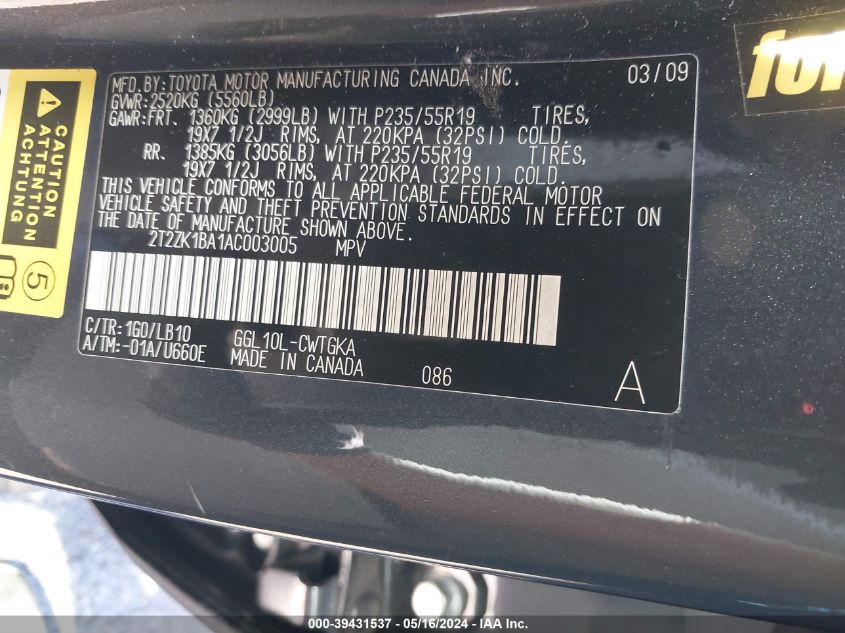 MFD.BY:TOYOTA MOTOR MANUFACTURING CANADA INC. 03/09
GVWR:2520KG (5560LB)
GAWR:FRT. 1360KG (2999LB) WITH P235/55R19 TIRES,
19X7 1/2J RIMS, AT 220KPA (32PSI) COLD.
RR. 1385KG (3056LB) WITH P235/55R19 TIRES,
19X7 1/2J RIMS, AT 220KPA (32PSI) COLD.
THIS VEHICLE CONFORMS TO ALL APPLICABLE FEDERAL MOTOR
VEHICLE SAFETY AND THEFT PREVENTION STANDARDS IN EFFECT ON
THE DATE OF MANUFACTURE SHOWN ABOVE.
2T2ZK1BA1AC003005 MPV
C/TR:1G0/LB10 GGL10L-CWTGKA
A/TM:-01A/U660E MADE IN CANADA 086 A
CAUTION
ATTENTION
ACHTUNG
5
000-39431537 - 05/16/2024 - IAA Inc.